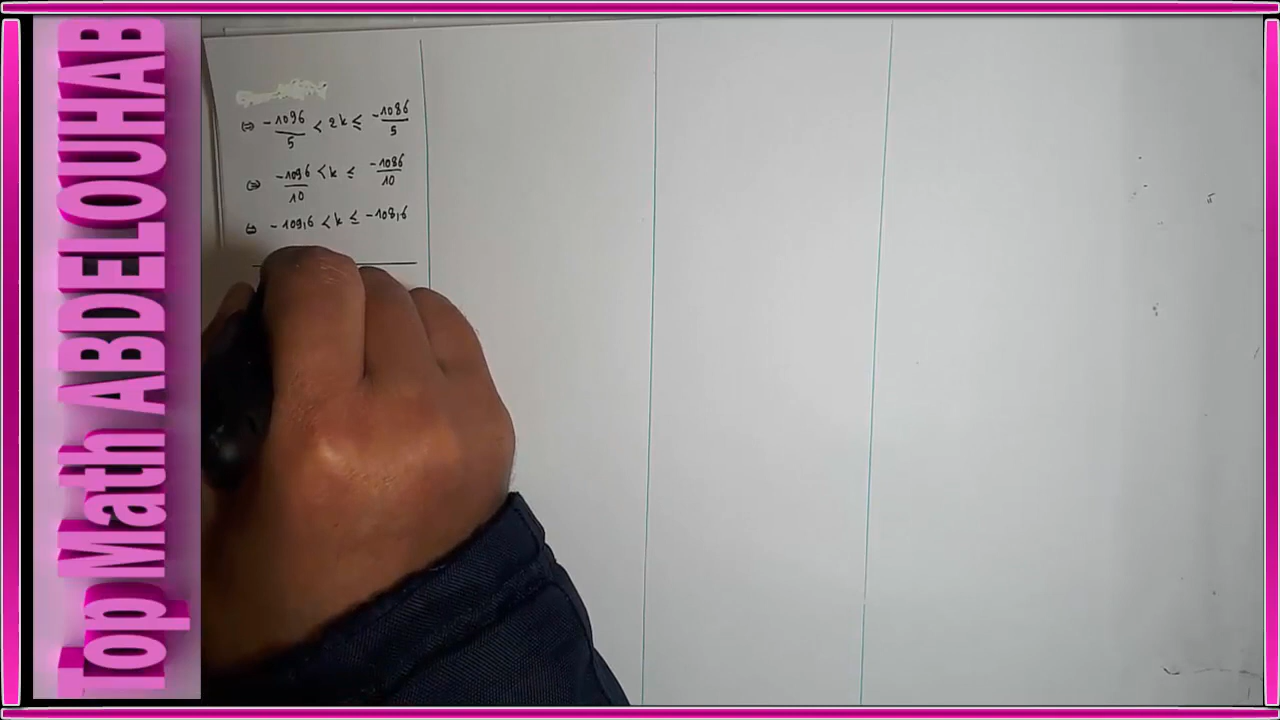 Top Math ABDELOUHAB
⇔ -1096/5 < 2k ≤ -1086/5
⇔ -1096/10 < k ≤ -1086/10
⇔ -109,6 < k ≤ -108,6